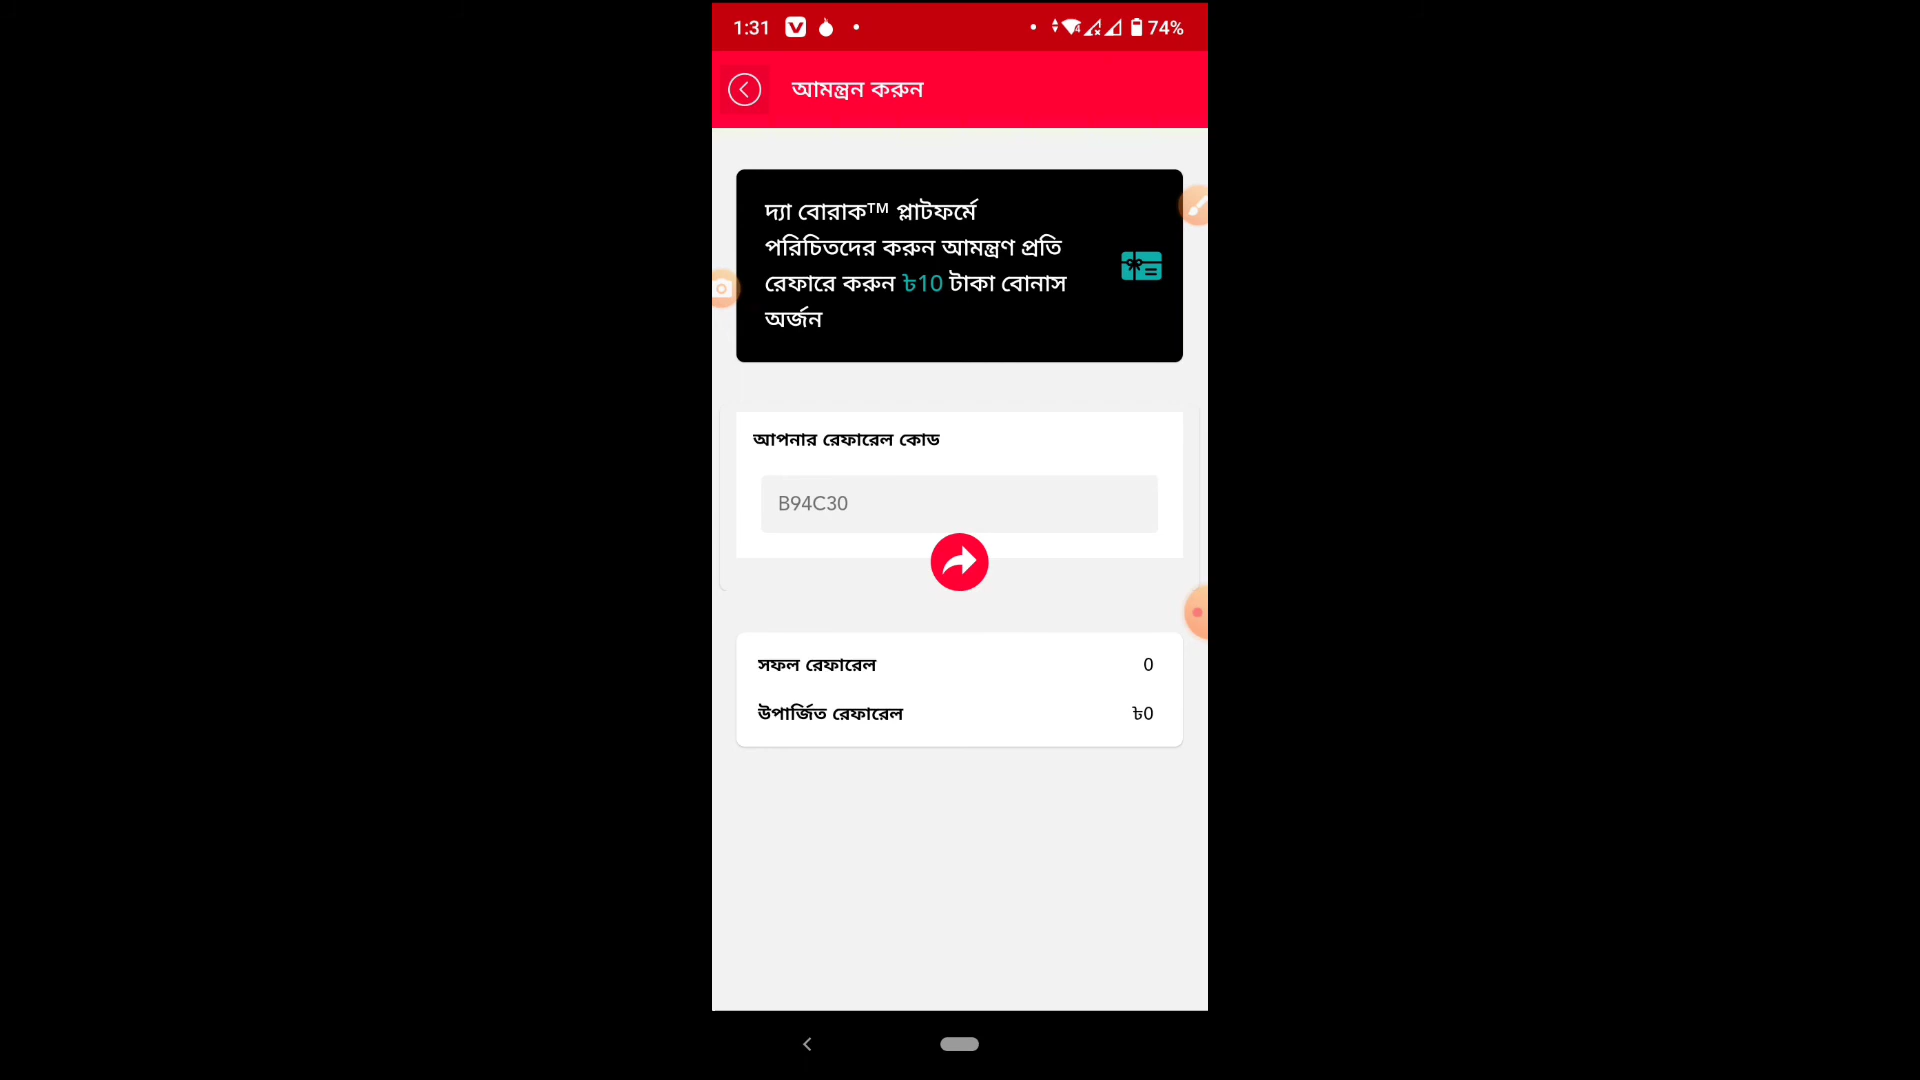 1:31
74%
আমন্ত্রন করুন
দ্যা বোরাক™ প্লাটফর্মে
পরিচিতদের করুন আমন্ত্রণ প্রতি
রেফারে করুন ৳10 টাকা বোনাস
অর্জন
আপনার রেফারেল কোড
B94C30
সফল রেফারেল 0
উপার্জিত রেফারেল ৳0